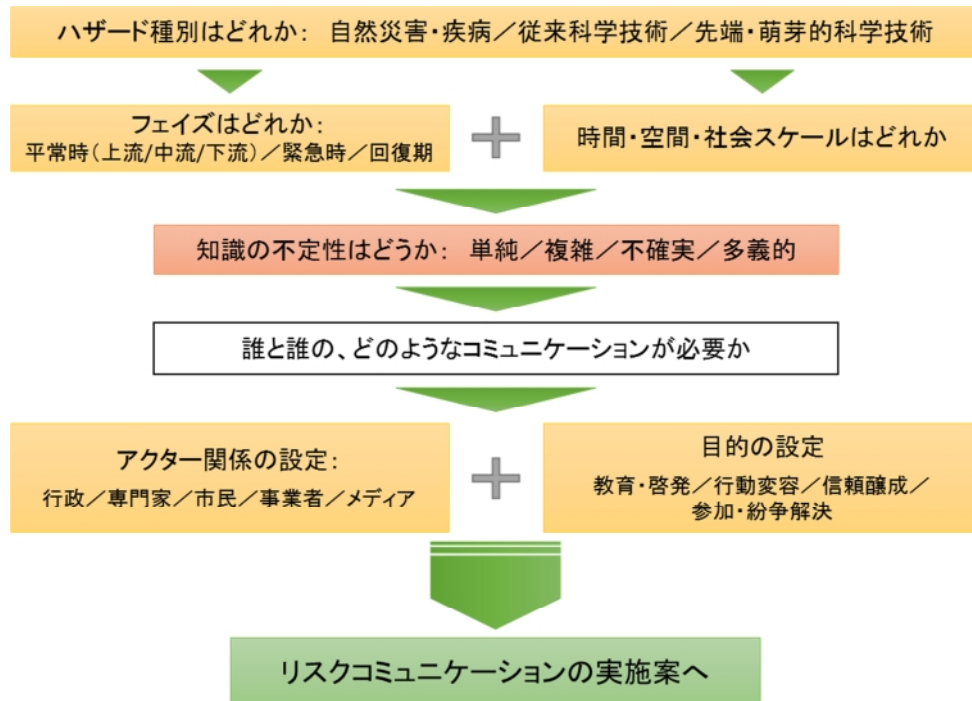 ハザード種別はどれか： 自然災害・疾病／従来科学技術／先端・萌芽的科学技術
フェイズはどれか：
平常時（上流/中流/下流）／緊急時／回復期
時間・空間・社会スケールはどれか
知識の不定性はどうか： 単純／複雑／不確実／多義的
誰と誰の、どのようなコミュニケーションが必要か
アクター関係の設定：
行政／専門家／市民／事業者／メディア
目的の設定
教育・啓発／行動変容／信頼醸成／
参加・紛争解決
リスクコミュニケーションの実施案へ